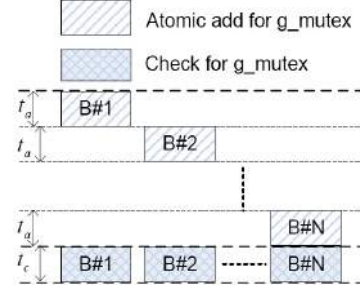 Atomic add for g_mutex
Check for g_mutex
t_a B#1
t_a B#2
t_a B#N
t_c B#1 B#2 B#N